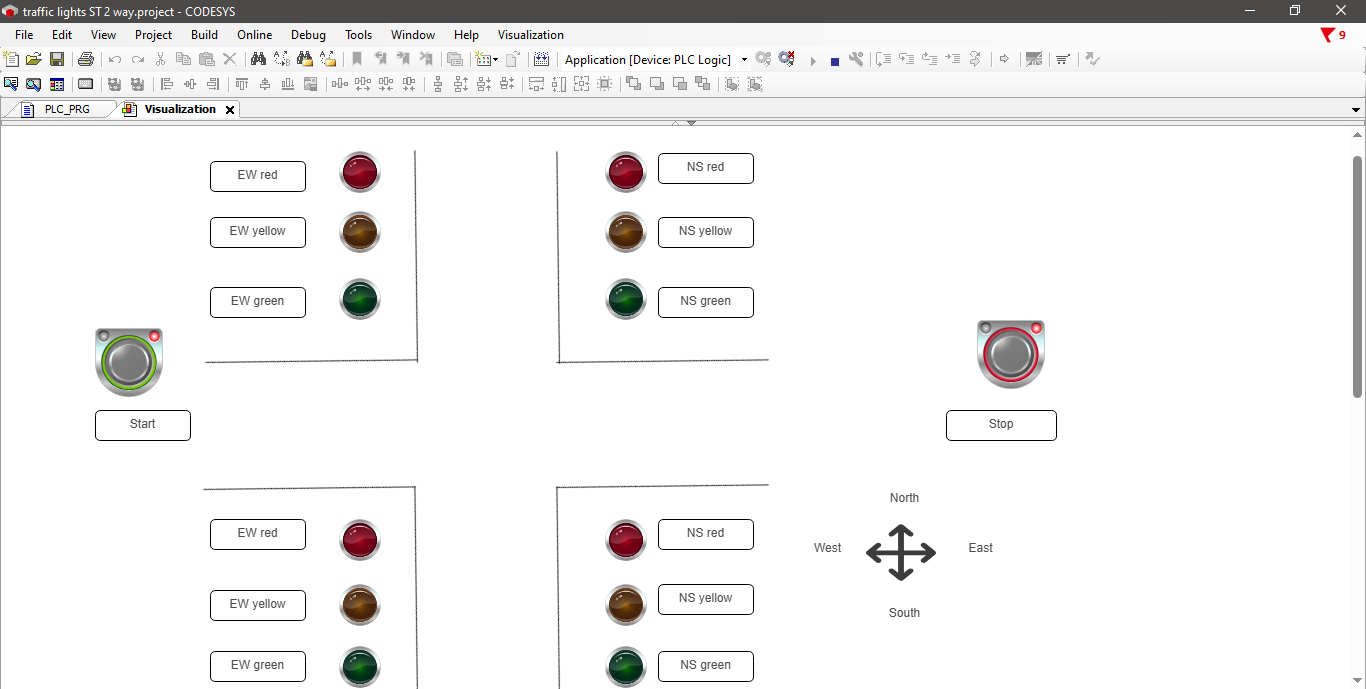 traffic lights ST 2 way.project - CODESYS
File Edit View Project Build Online Debug Tools Window Help Visualization
9
Application [Device: PLC Logic]
PLC_PRG Visualization
EW red
NS red
EW yellow
NS yellow
EW green
NS green
Start
Stop
North
West
East
South
EW red
NS red
EW yellow
NS yellow
EW green
NS green